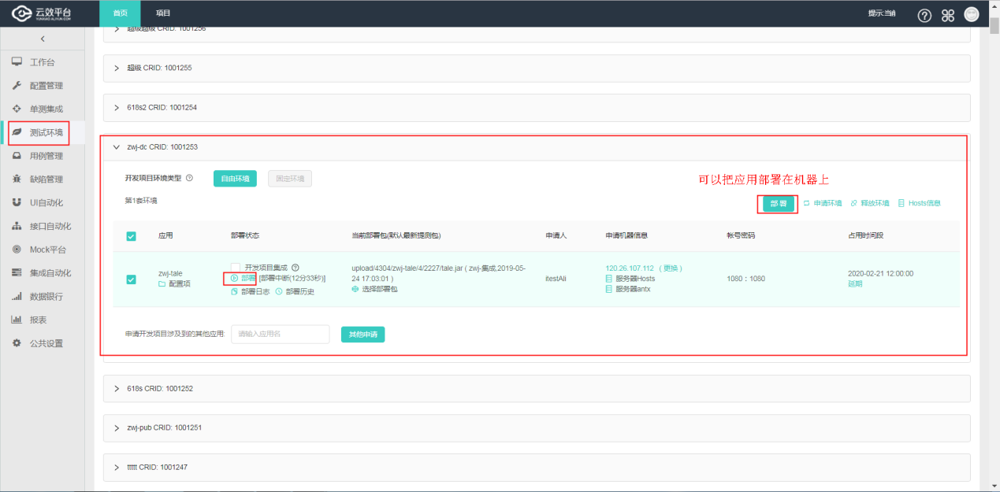 云效平台
YUNXIAO.ALIYUN.COM
首页
项目
提示:当前
超级超级 CRID: 1001256
工作台
配置管理
单测集成
测试环境
用例管理
缺陷管理
UI自动化
接口自动化
Mock平台
集成自动化
数据银行
报表
公共设置
超级 CRID: 1001255
618s2 CRID: 1001254
zwj-dc CRID: 1001253
开发项目环境类型
自由环境
固定环境
可以把应用部署在机器上
第1套环境
部署
申请环境
释放环境
Hosts信息
应用
部署状态
当前部署包(默认最新提测包)
申请人
申请机器信息
帐号密码
占用时间段
zwj-tale
配置项
开发项目集成
部署 [部署中断(12分33秒)]
部署日志
部署历史
upload/4304/zwj-tale/4/2227/tale.jar ( zwj-集成,2019-05-
24 17:03:01 )
选择部署包
itestAli
120.26.107.112 ( 更换 )
服务器Hosts
服务器antx
1080 : 1080
2020-02-21 12:00:00
延期
申请开发项目涉及到的其他应用:
请输入应用名
其他申请
618s CRID: 1001252
zwj-pub CRID: 1001251
ttttt CRID: 1001247